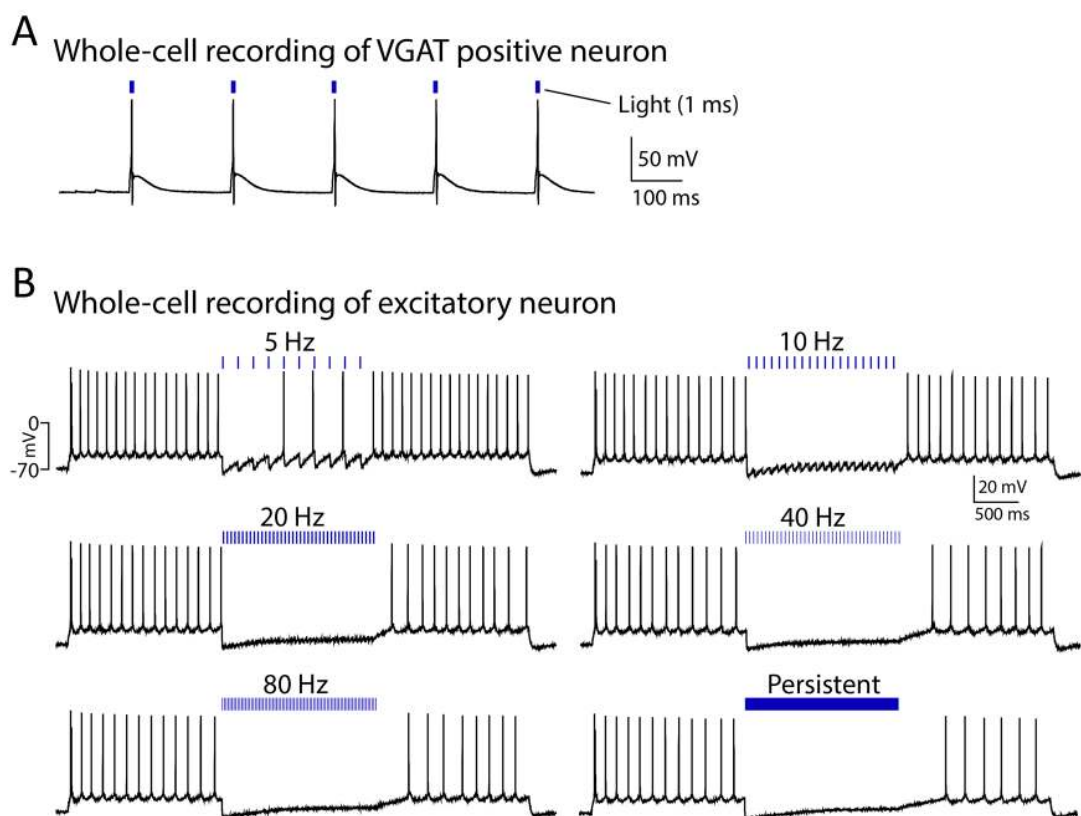 A
Whole-cell recording of VGAT positive neuron
Light (1 ms)
50 mV
100 ms
B
Whole-cell recording of excitatory neuron
5 Hz
10 Hz
0
mV
-70
20 mV
500 ms
20 Hz
40 Hz
80 Hz
Persistent